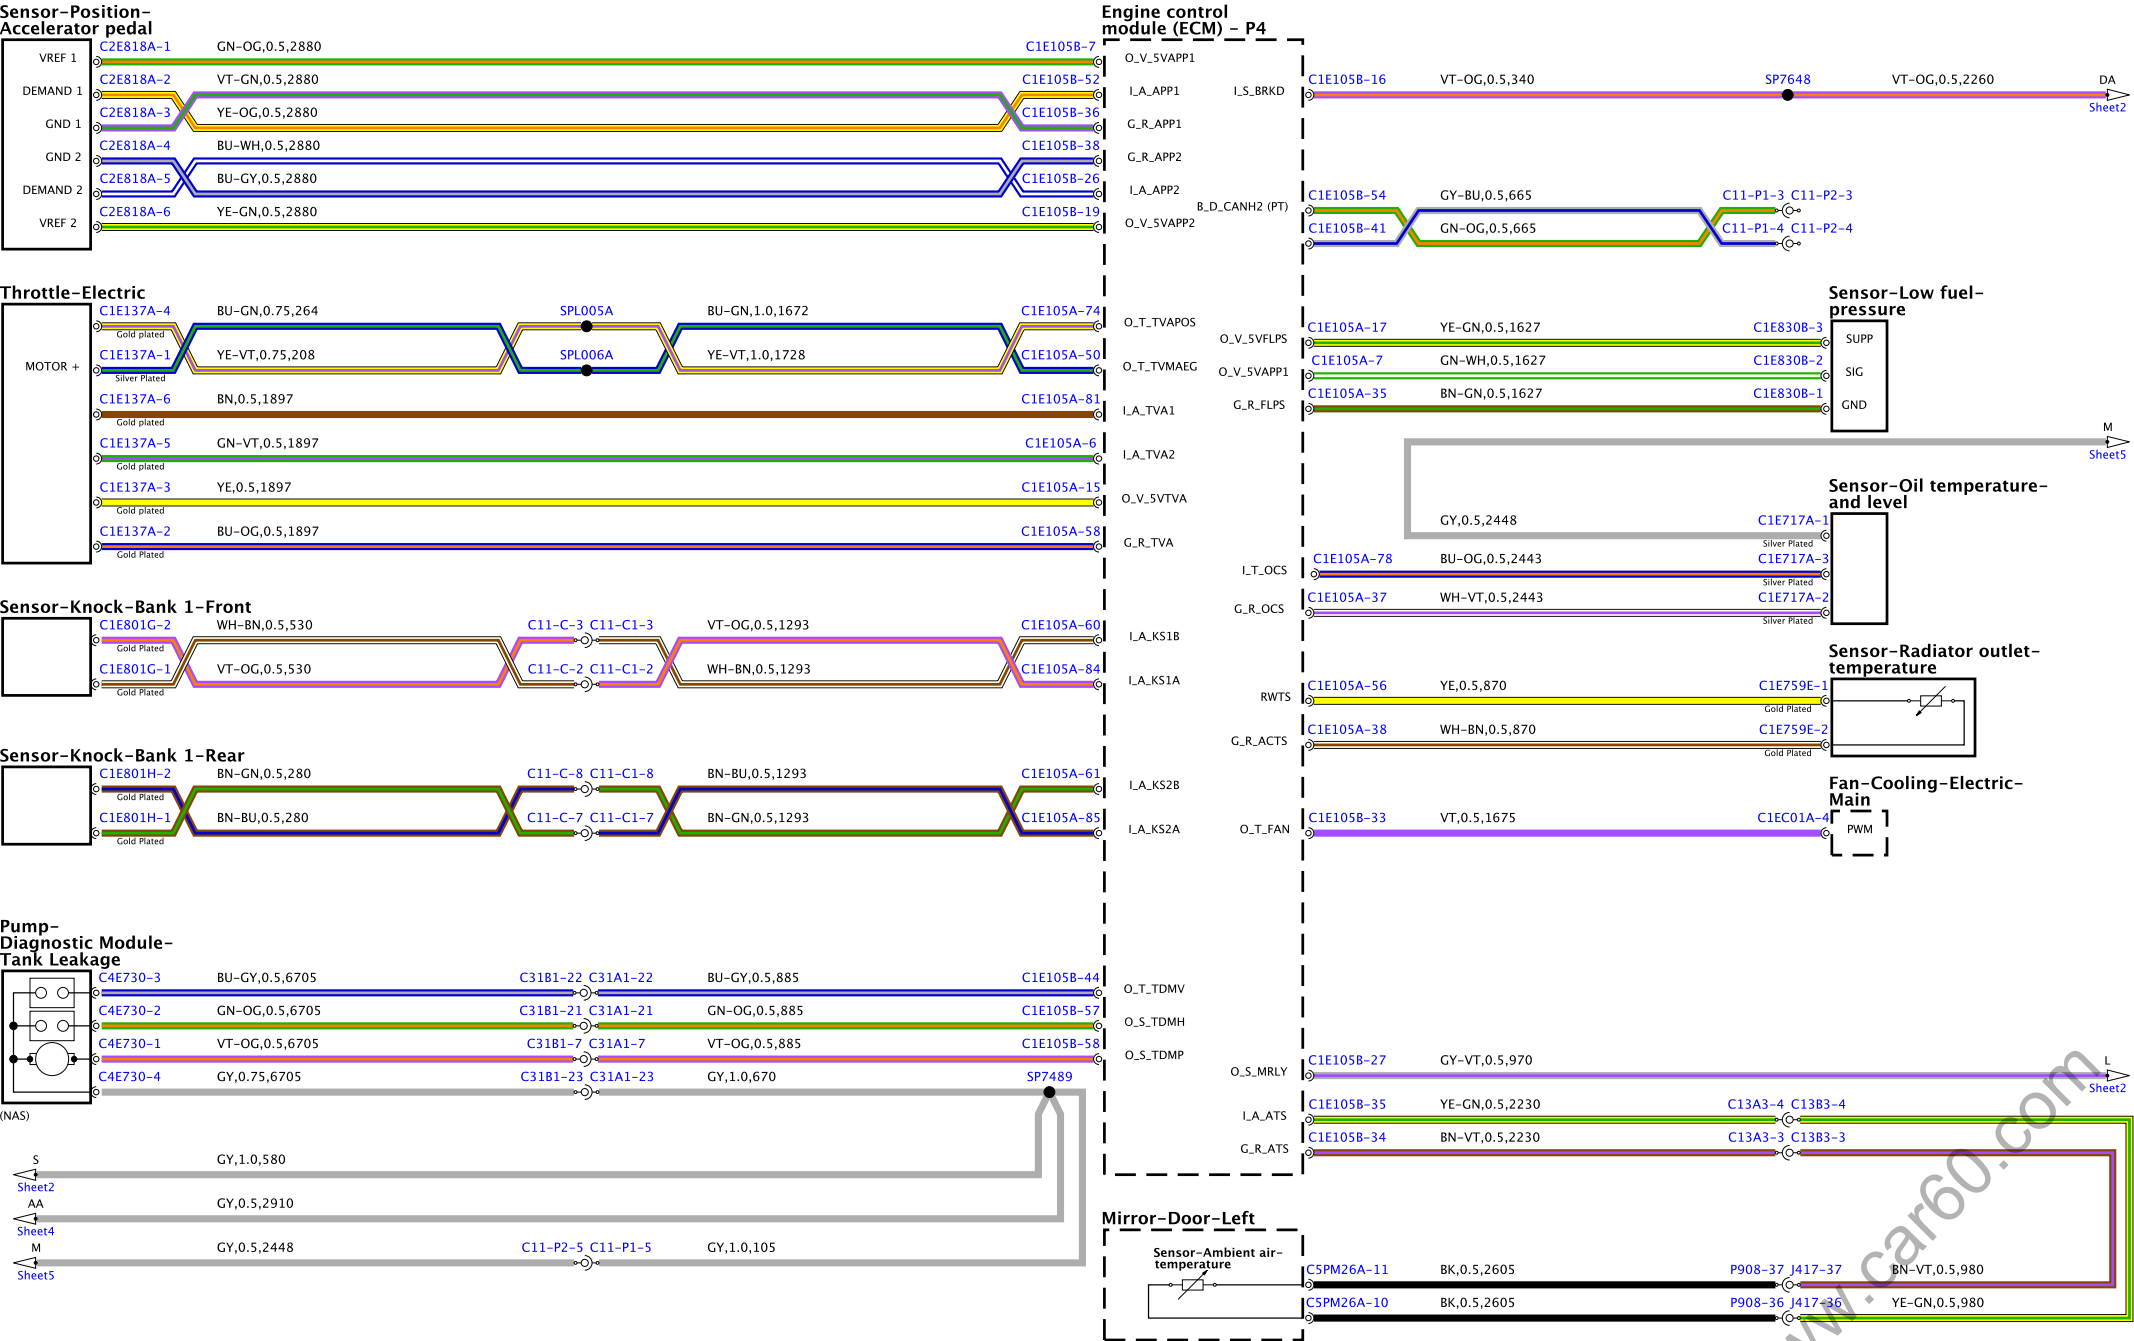 Sensor-Position-
Accelerator pedal
VREF 1
DEMAND 1
GND 1
GND 2
DEMAND 2
VREF 2
C2E818A-1 GN-OG,0.5,2880 C1E105B-7
C2E818A-2 VT-GN,0.5,2880 C1E105B-52
C2E818A-3 YE-OG,0.5,2880 C1E105B-36
C2E818A-4 BU-WH,0.5,2880 C1E105B-38
C2E818A-5 BU-GY,0.5,2880 C1E105B-26
C2E818A-6 YE-GN,0.5,2880 C1E105B-19
Throttle-Electric
MOTOR +
C1E137A-4 BU-GN,0.75,264 SPL005A BU-GN,1.0,1672 C1E105A-74
Gold plated
C1E137A-1 YE-VT,0.75,208 SPL006A YE-VT,1.0,1728 C1E105A-50
Silver Plated
C1E137A-6 BN,0.5,1897 C1E105A-81
Gold plated
C1E137A-5 GN-VT,0.5,1897 C1E105A-6
Gold plated
C1E137A-3 YE,0.5,1897 C1E105A-15
Gold plated
C1E137A-2 BU-OG,0.5,1897 C1E105A-58
Gold Plated
Sensor-Knock-Bank 1-Front
C1E801G-2 WH-BN,0.5,530 C11-C-3 C11-C1-3 VT-OG,0.5,1293 C1E105A-60
Gold Plated
C1E801G-1 VT-OG,0.5,530 C11-C-2 C11-C1-2 WH-BN,0.5,1293 C1E105A-84
Gold Plated
Sensor-Knock-Bank 1-Rear
C1E801H-2 BN-GN,0.5,280 C11-C-8 C11-C1-8 BN-BU,0.5,1293 C1E105A-61
Gold Plated
C1E801H-1 BN-BU,0.5,280 C11-C-7 C11-C1-7 BN-GN,0.5,1293 C1E105A-85
Gold Plated
Pump-
Diagnostic Module-
Tank Leakage
C4E730-3 BU-GY,0.5,6705 C31B1-22 C31A1-22 BU-GY,0.5,885 C1E105B-44
C4E730-2 GN-OG,0.5,6705 C31B1-21 C31A1-21 GN-OG,0.5,885 C1E105B-57
C4E730-1 VT-OG,0.5,6705 C31B1-7 C31A1-7 VT-OG,0.5,885 C1E105B-58
C4E730-4 GY,0.75,6705 C31B1-23 C31A1-23 GY,1.0,670 SP7489
(NAS)
S GY,1.0,580
Sheet2
AA GY,0.5,2910
Sheet4
M GY,0.5,2448 C11-P2-5 C11-P1-5 GY,1.0,105
Sheet5
Engine control
module (ECM) - P4
O_V_5VAPP1
I_A_APP1
G_R_APP1
G_R_APP2
I_A_APP2
O_V_5VAPP2
O_T_TVAPOS
O_T_TVMAEG
I_A_TVA1
I_A_TVA2
O_V_5VTVA
G_R_TVA
I_A_KS1B
I_A_KS1A
I_A_KS2B
I_A_KS2A
O_T_TDMV
O_S_TDMH
O_S_TDMP
I_S_BRKD
B_D_CANH2 (PT)
O_V_5VFLPS
O_V_5VAPP1
G_R_FLPS
I_T_OCS
G_R_OCS
RWTS
G_R_ACTS
O_T_FAN
O_S_MRLY
I_A_ATS
G_R_ATS
C1E105B-16 VT-OG,0.5,340 SP7648 VT-OG,0.5,2260 DA
Sheet2
C1E105B-54 GY-BU,0.5,665 C11-P1-3 C11-P2-3
C1E105B-41 GN-OG,0.5,665 C11-P1-4 C11-P2-4
Sensor-Low fuel-
pressure
C1E105A-17 YE-GN,0.5,1627 C1E830B-3 SUPP
C1E105A-7 GN-WH,0.5,1627 C1E830B-2 SIG
C1E105A-35 BN-GN,0.5,1627 C1E830B-1 GND
M
Sheet5
Sensor-Oil temperature-
and level
GY,0.5,2448 C1E717A-1
Silver Plated
C1E105A-78 BU-OG,0.5,2443 C1E717A-3
Silver Plated
C1E105A-37 WH-VT,0.5,2443 C1E717A-2
Silver Plated
Sensor-Radiator outlet-
temperature
C1E105A-56 YE,0.5,870 C1E759E-1
Gold Plated
C1E105A-38 WH-BN,0.5,870 C1E759E-2
Gold Plated
Fan-Cooling-Electric-
Main
C1E105B-33 VT,0.5,1675 C1EC01A-4 PWM
C1E105B-27 GY-VT,0.5,970 L
Sheet2
C1E105B-35 YE-GN,0.5,2230 C13A3-4 C13B3-4
C1E105B-34 BN-VT,0.5,2230 C13A3-3 C13B3-3
Mirror-Door-Left
Sensor-Ambient air-
temperature
C5PM26A-11 BK,0.5,2605 P908-37 J417-37 BN-VT,0.5,980
C5PM26A-10 BK,0.5,2605 P908-36 J417-36 YE-GN,0.5,980
w.car60.com